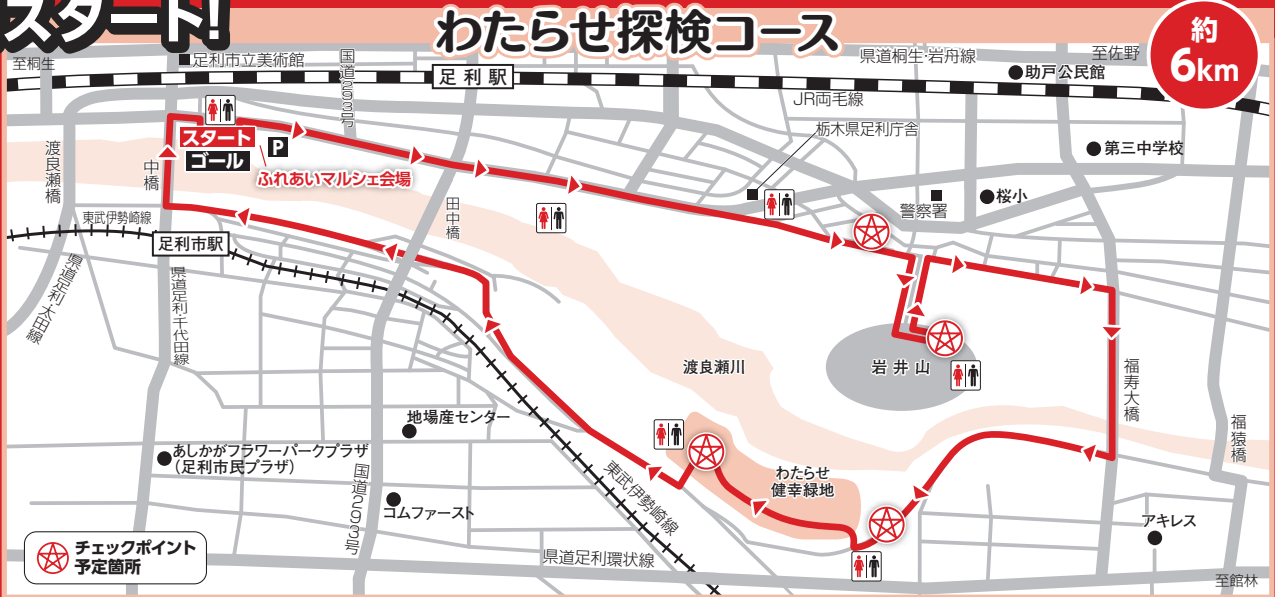 スタート!
わたらせ探検コース
約
6km
至桐生
足利市立美術館
国道293号
足利駅
県道桐生・岩舟線
至佐野
助戸公民館
JR両毛線
栃木県足利庁舎
第三中学校
渡良瀬橋
中橋
スタート
ゴール
P
ふれあいマルシェ会場
田中橋
警察署
桜小
東武伊勢崎線
足利市駅
県道足利・太田線
県道足利・千代田線
渡良瀬川
岩井山
福寿大橋
福猿橋
地場産センター
あしかがフラワーパークプラザ
(足利市民プラザ)
国道293号
コムファースト
東武伊勢崎線
わたらせ
健幸緑地
アキレス
チェックポイント
予定箇所
県道足利環状線
至館林